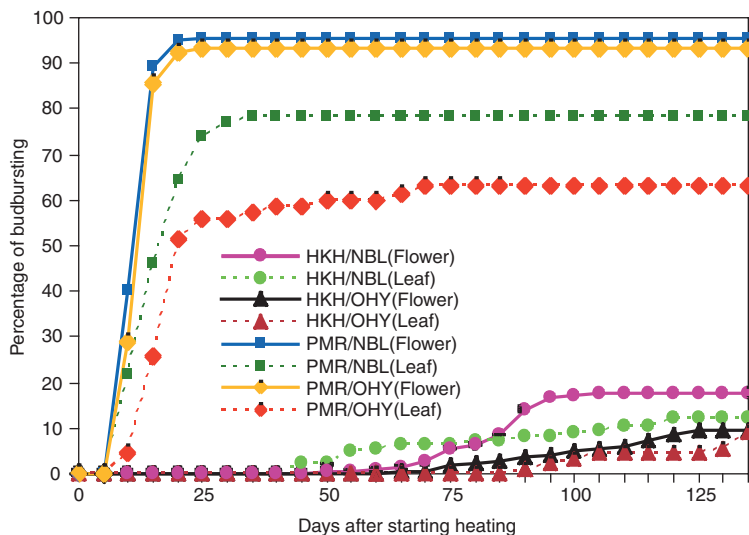 Percentage of budbursting
100
90
80
70
60
50
40
30
20
10
0
HKH/NBL(Flower)
HKH/NBL(Leaf)
HKH/OHY(Flower)
HKH/OHY(Leaf)
PMR/NBL(Flower)
PMR/NBL(Leaf)
PMR/OHY(Flower)
PMR/OHY(Leaf)
0 25 50 75 100 125
Days after starting heating